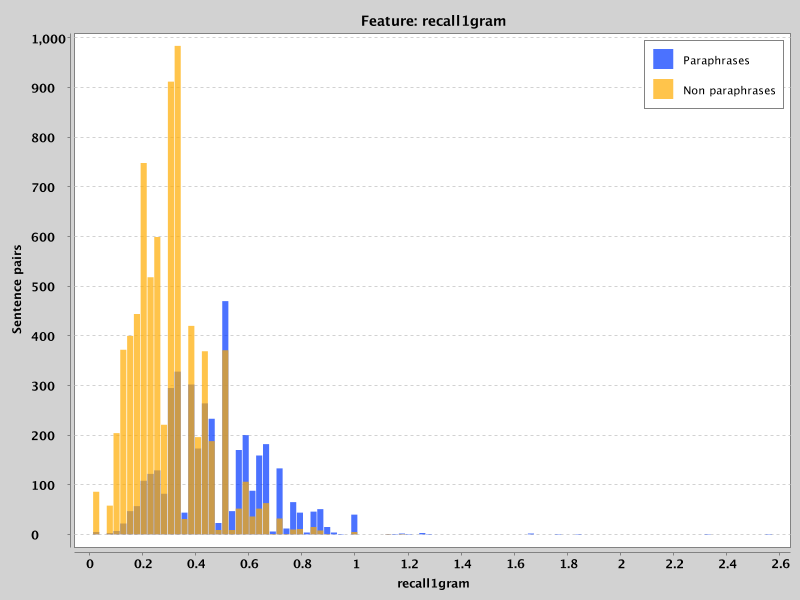 Feature: recall1gram
Paraphrases
Non paraphrases
Sentence pairs
1,000
900
800
700
600
500
400
300
200
100
0
0 0.2 0.4 0.6 0.8 1 1.2 1.4 1.6 1.8 2 2.2 2.4 2.6
recall1gram